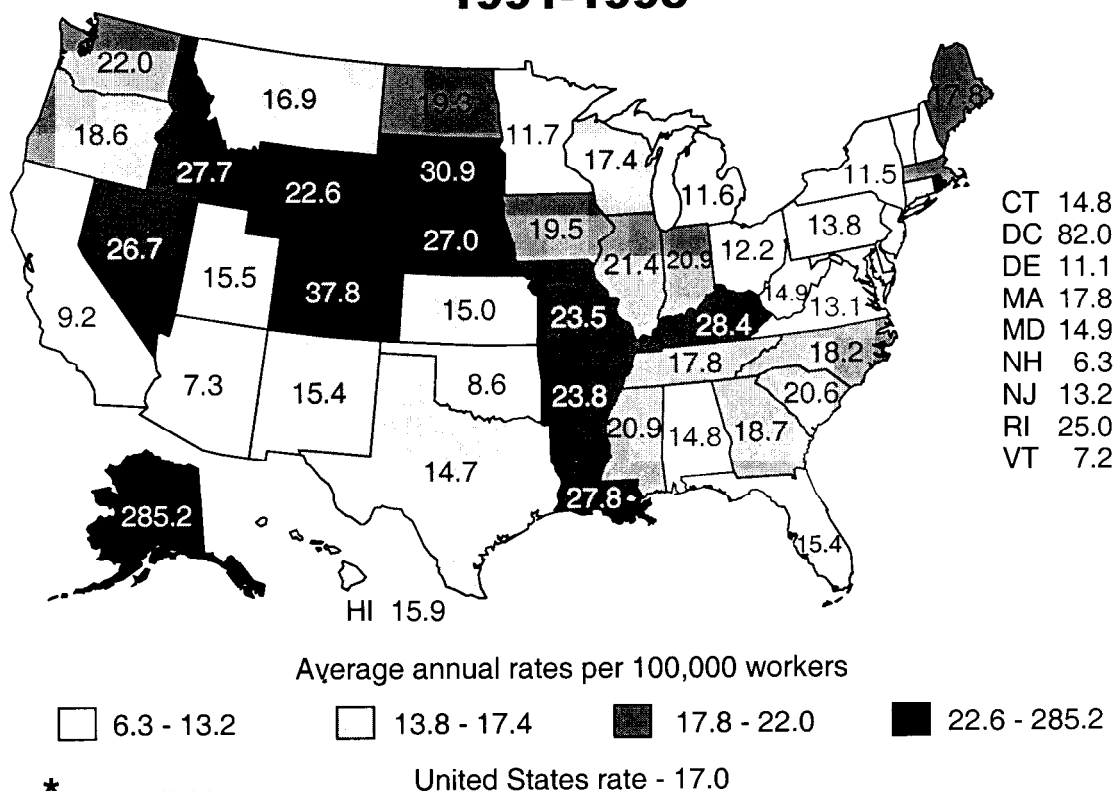 22.0
16.9
19.3
11.7
17.8
18.6
27.7
22.6
30.9
17.4
11.6
11.5
26.7
27.0
19.5
13.8
15.5
21.4
20.9
12.2
9.2
37.8
15.0
23.5
28.4
14.9
13.1
7.3
15.4
8.6
23.8
17.8
18.2
20.6
14.7
20.9
14.8
18.7
27.8
285.2
15.4
HI 15.9
CT 14.8
DC 82.0
DE 11.1
MA 17.8
MD 14.9
NH 6.3
NJ 13.2
RI 25.0
VT 7.2
Average annual rates per 100,000 workers
6.3 - 13.2
13.8 - 17.4
17.8 - 22.0
22.6 - 285.2
*
United States rate - 17.0